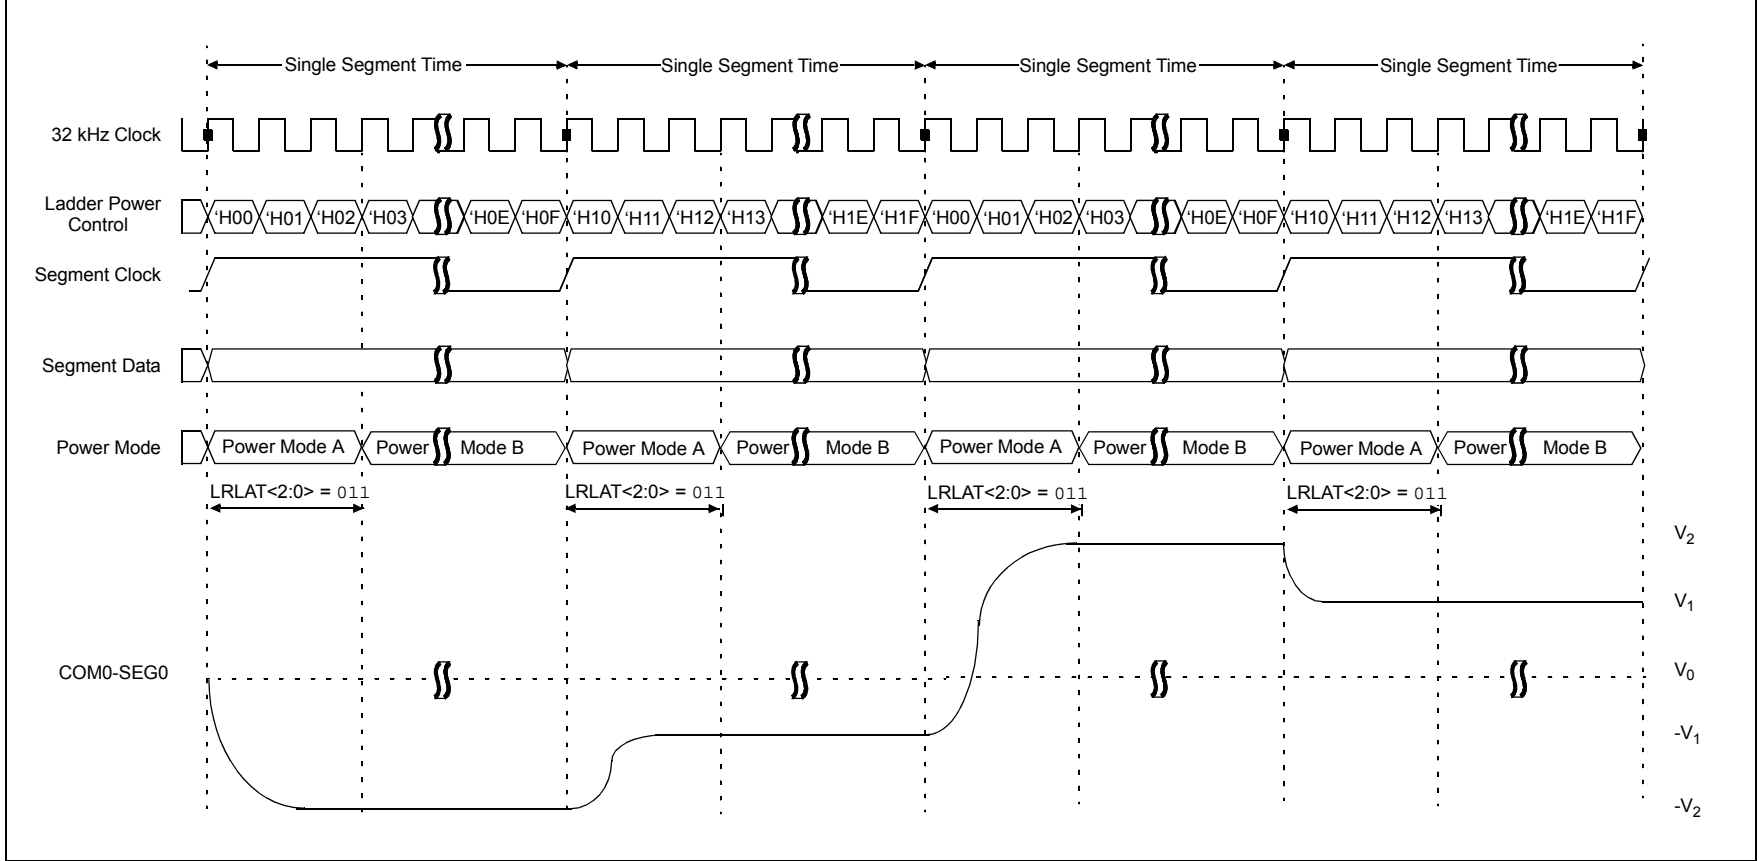 Single Segment Time Single Segment Time Single Segment Time Single Segment Time
32 kHz Clock
Ladder Power
Control
‘H00 ‘H01 ‘H02 ‘H03 ‘H0E ‘H0F ‘H10 ‘H11 ‘H12 ‘H13 ‘H1E ‘H1F ‘H00 ‘H01 ‘H02 ‘H03 ‘H0E ‘H0F ‘H10 ‘H11 ‘H12 ‘H13 ‘H1E ‘H1F
Segment Clock
Segment Data
Power Mode Power Mode A Power Mode B Power Mode A Power Mode B Power Mode A Power Mode B Power Mode A Power Mode B
LRLAT<2:0> = 011 LRLAT<2:0> = 011 LRLAT<2:0> = 011 LRLAT<2:0> = 011
V2
V1
COM0-SEG0 V0
-V1
-V2